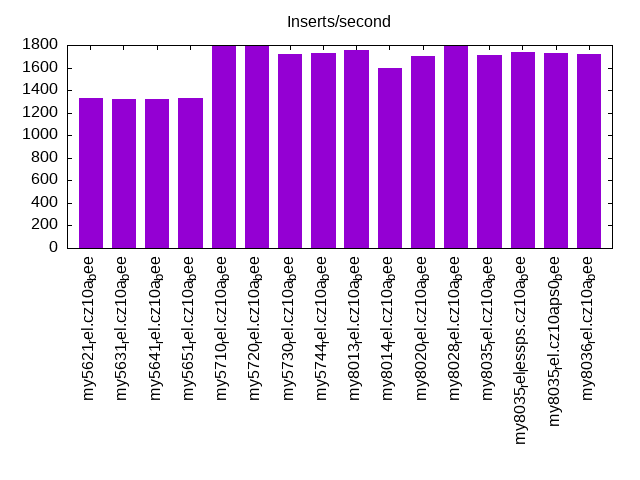 Inserts/second
1800
1600
1400
1200
1000
800
600
400
200
0
my5621rel.cz10abee
my5631rel.cz10abee
my5641rel.cz10abee
my5651rel.cz10abee
my5710rel.cz10abee
my5720rel.cz10abee
my5730rel.cz10abee
my5744rel.cz10abee
my8013rel.cz10abee
my8014rel.cz10abee
my8020rel.cz10abee
my8028rel.cz10abee
my8035rel.cz10abee
my8035rellessps.cz10abee
my8035rel.cz10aps0bee
my8036rel.cz10abee